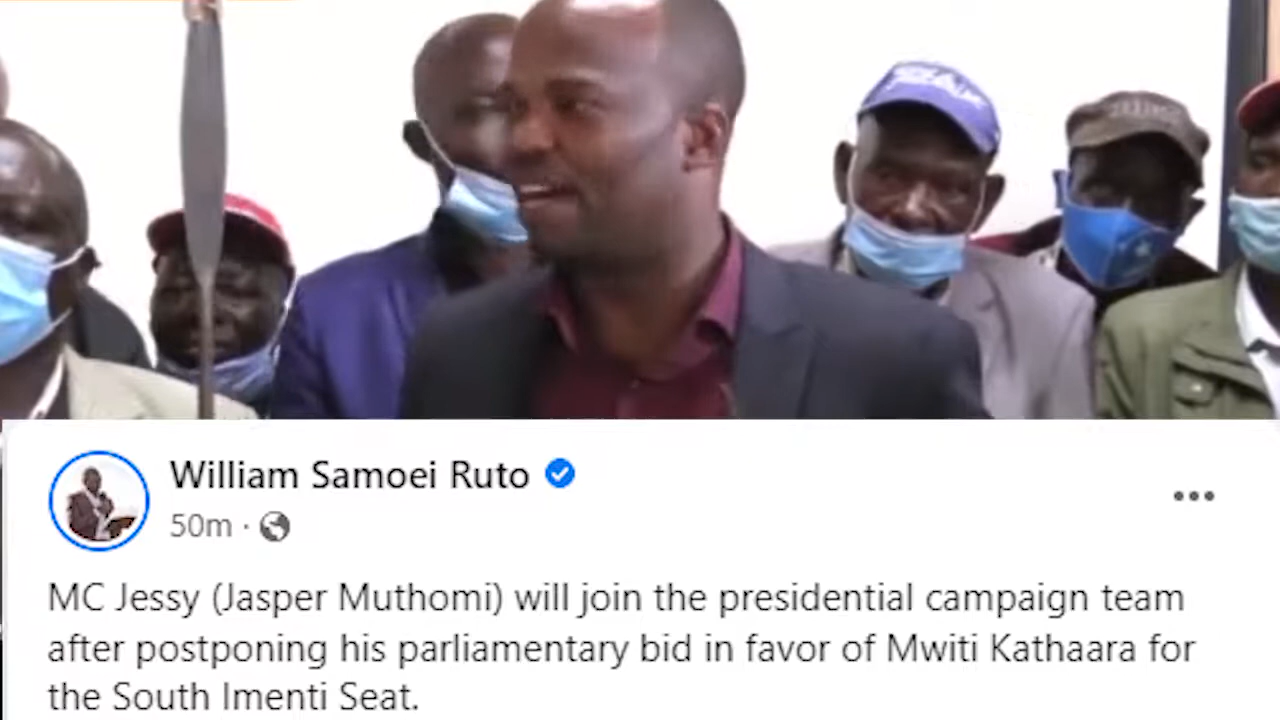 William Samoei Ruto
50m ·
MC Jessy (Jasper Muthomi) will join the presidential campaign team
after postponing his parliamentary bid in favor of Mwiti Kathaara for
the South Imenti Seat.